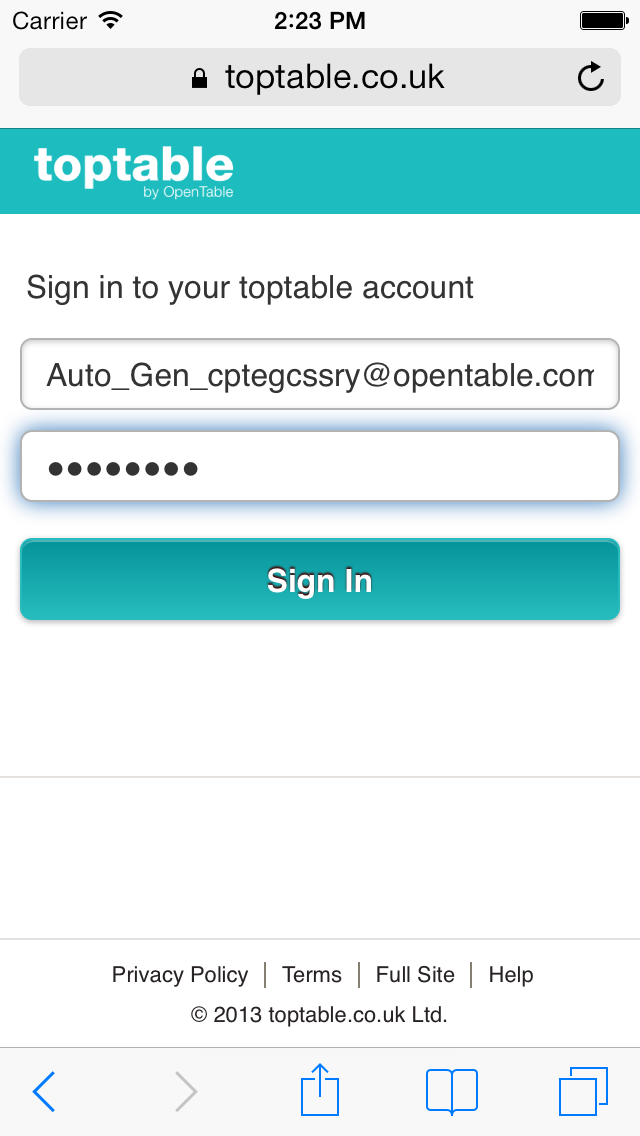 Carrier 2:23 PM
toptable.co.uk
toptable
by OpenTable
Sign in to your toptable account
Auto_Gen_cptegcssry@opentable.com
••••••••
Sign In
Privacy Policy | Terms | Full Site | Help
© 2013 toptable.co.uk Ltd.